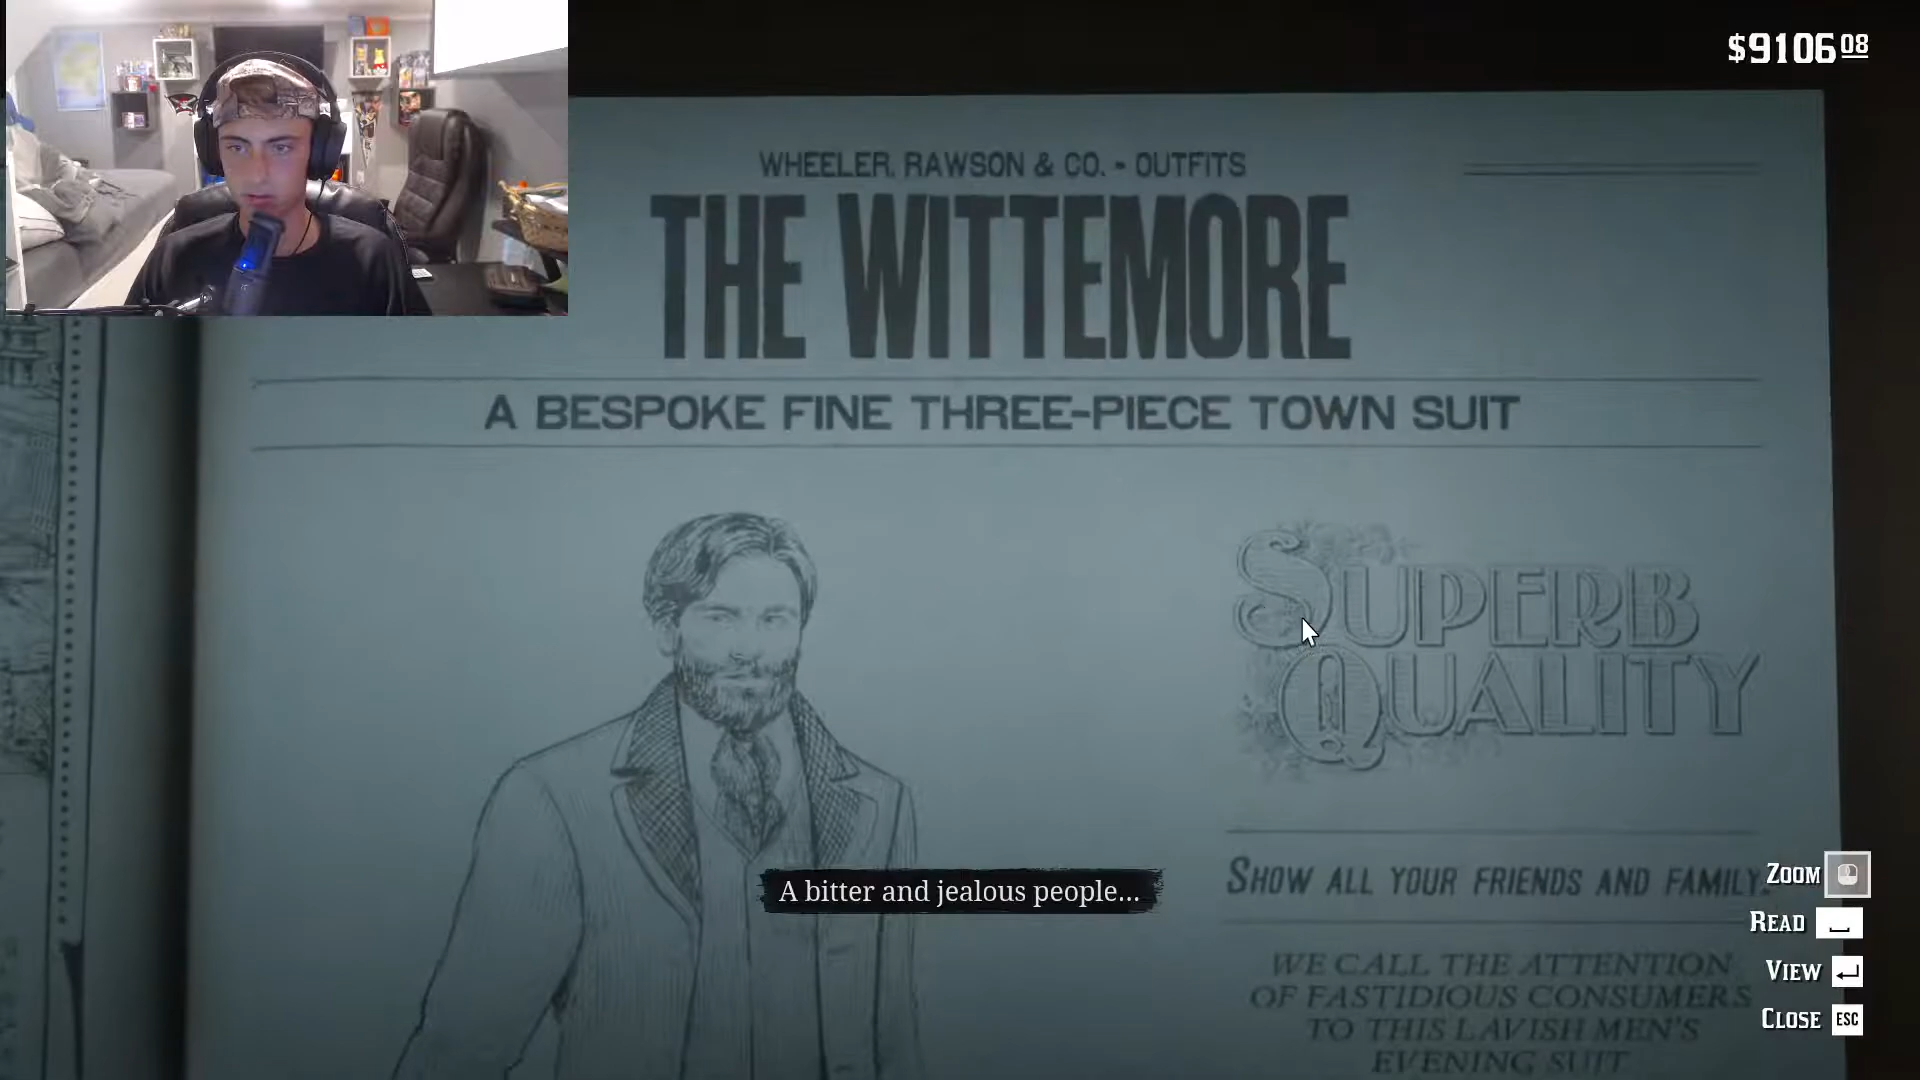 $9106.08
WHEELER, RAWSON & CO. - OUTFITS
THE WITTEMORE
A BESPOKE FINE THREE-PIECE TOWN SUIT
SUPERB
QUALITY
A bitter and jealous people...
SHOW ALL YOUR FRIENDS AND FAMILY.
WE CALL THE ATTENTION
OF FASTIDIOUS CONSUMERS
TO THIS LAVISH MEN'S
EVENING SUIT
ZOOM
READ
VIEW
CLOSE ESC